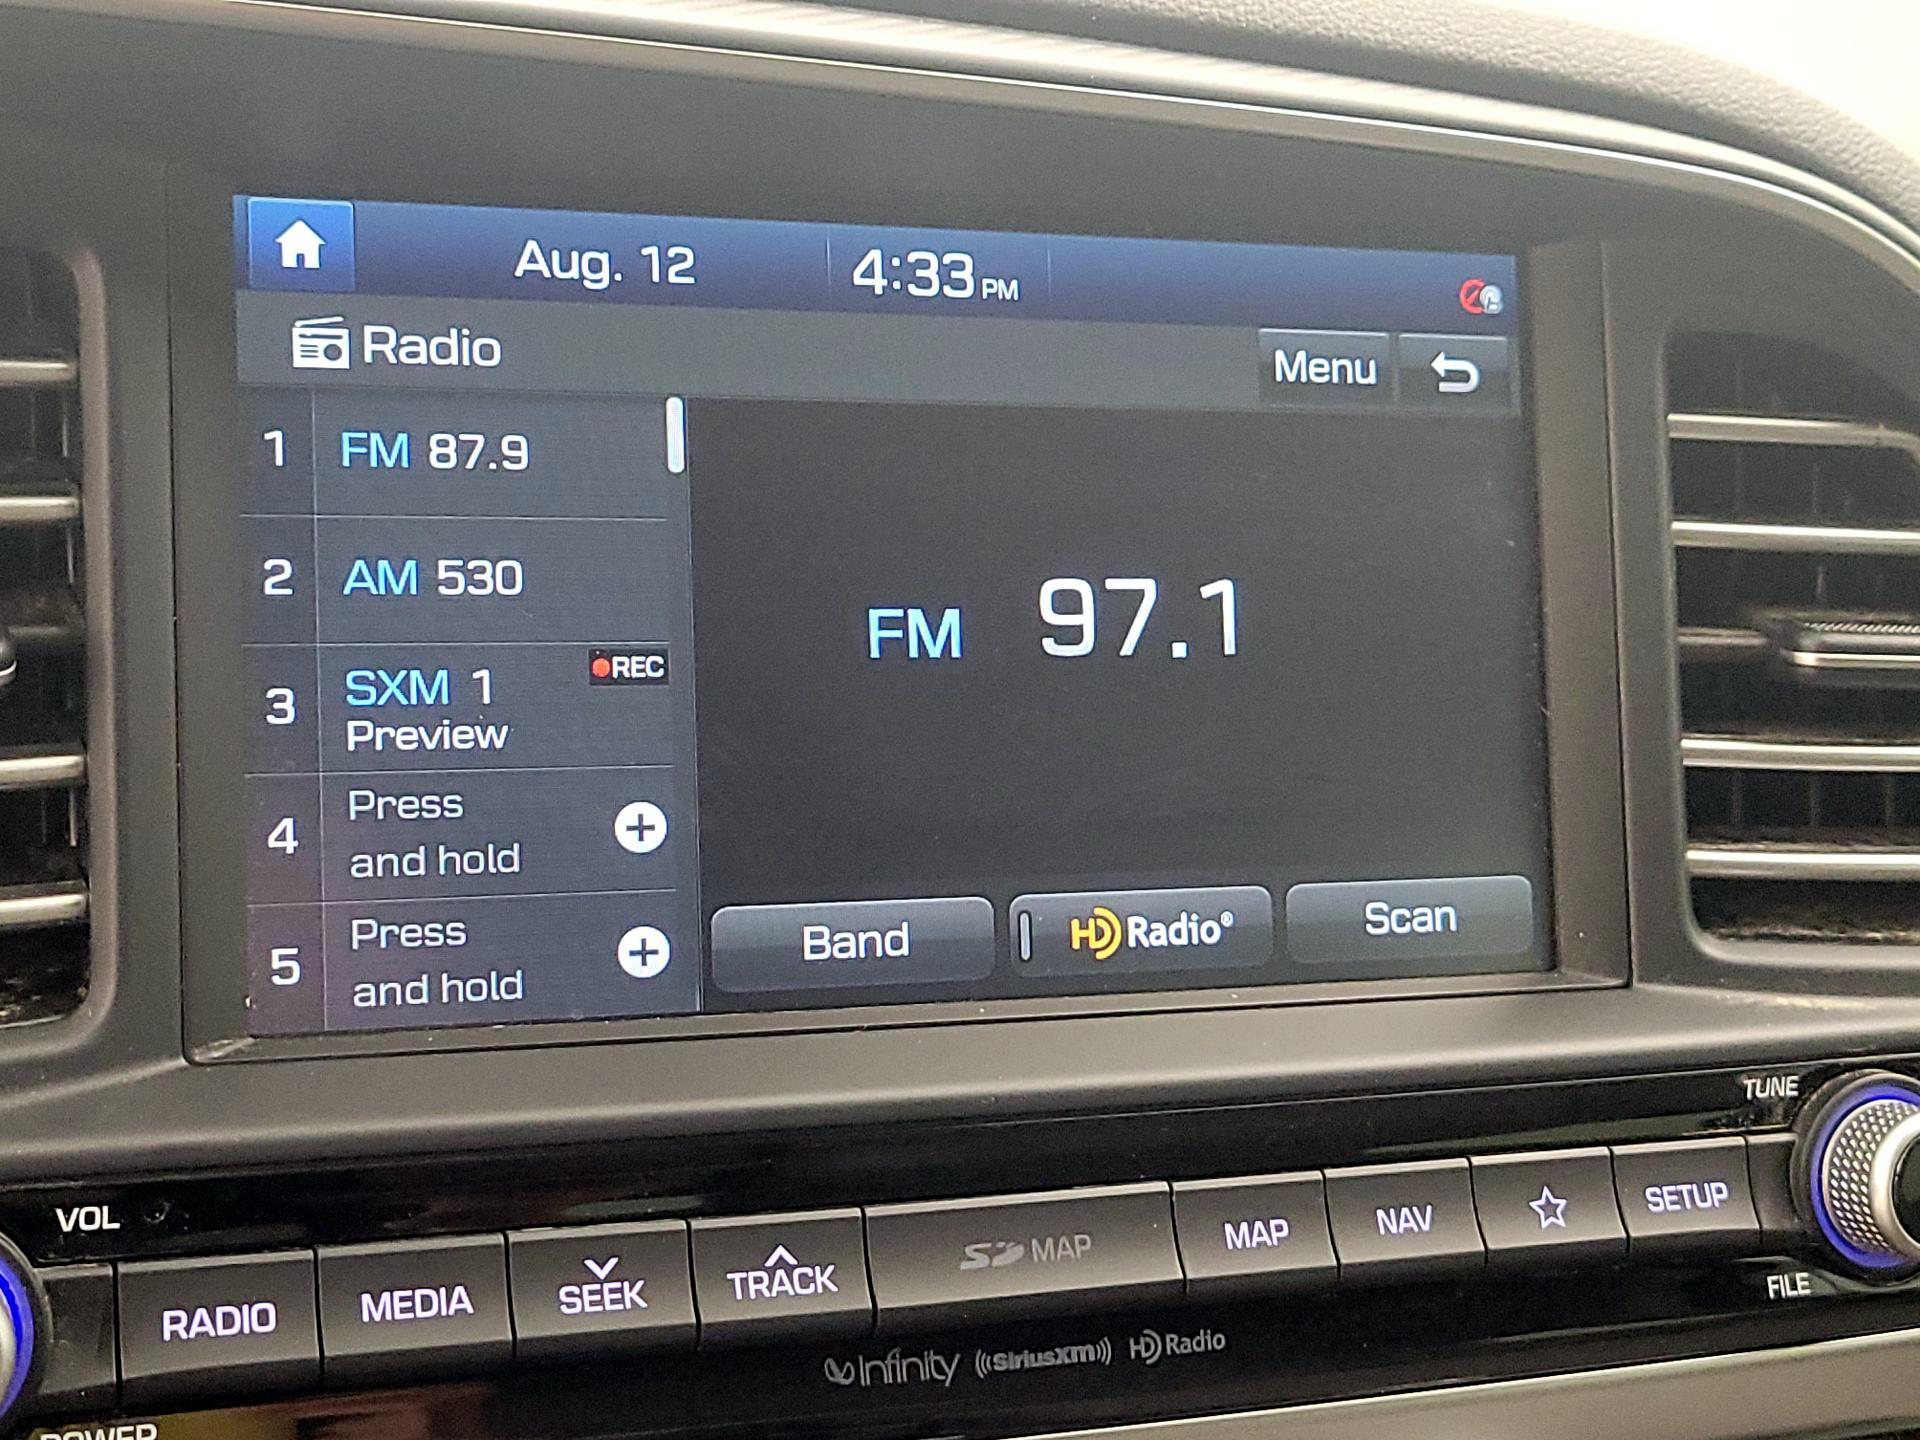 Aug. 12
4:33 PM
Radio
Menu
1 FM 87.9
2 AM 530
3 SXM 1 REC
Preview
4 Press
and hold
5 Press
and hold
FM 97.1
Band
HD Radio®
Scan
VOL
TUNE
RADIO
MEDIA
SEEK
TRACK
SD MAP
MAP
NAV
SETUP
FILE
Infinity ((SiriusXM)) HD Radio
POWER